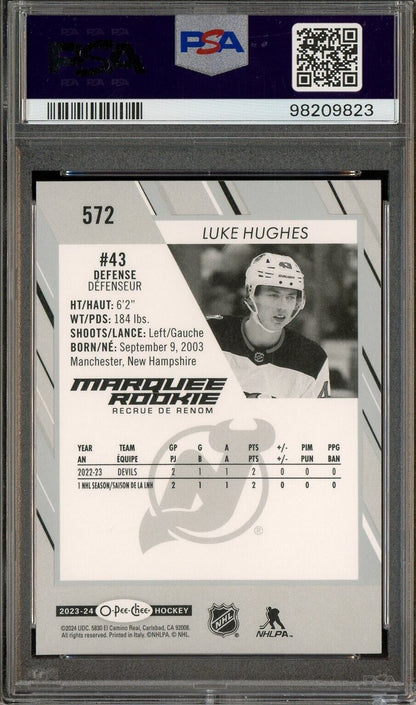 PSA
PSA
98209823
572
LUKE HUGHES
#43
DEFENSE
DÉFENSEUR
HT/HAUT: 6'2"
WT/PDS: 184 lbs.
SHOOTS/LANCE: Left/Gauche
BORN/NÉ: September 9, 2003
Manchester, New Hampshire
MARQUEE
ROOKIE
RECRUE DE RENOM
YEAR TEAM GP G A PTS +/- PIM PPG
AN ÉQUIPE PJ B A PTS +/- PUN BAN
2022-23 DEVILS 2 1 1 2 0 0 0
1 NHL SEASON/SAISON DE LA LNH 2 1 1 2 0 0 0
®
2023-24 O-Pee-Chee HOCKEY
©2024 UDC. 5830 El Camino Real, Carlsbad, CA 92008.
All rights reserved. Printed in Italy. ©NHLPA, © NHL.
NHL
NHLPA